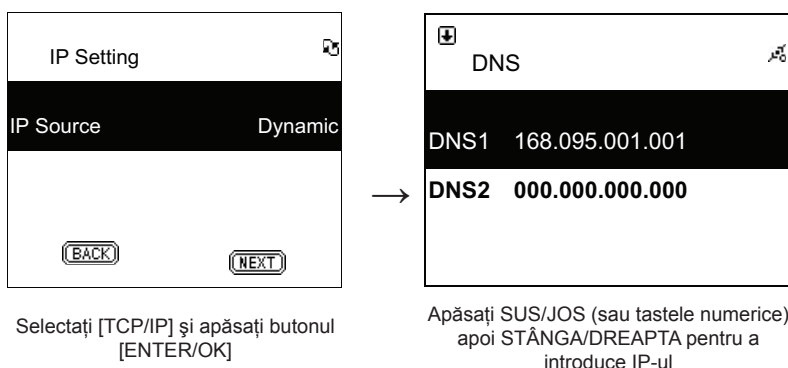 IP Setting
IP Source Dynamic
BACK NEXT
Selectați [TCP/IP] şi apăsați butonul
[ENTER/OK]
→
DNS
DNS1 168.095.001.001
DNS2 000.000.000.000
Apăsați SUS/JOS (sau tastele numerice)
apoi STÂNGA/DREAPTA pentru a
introduce IP-ul